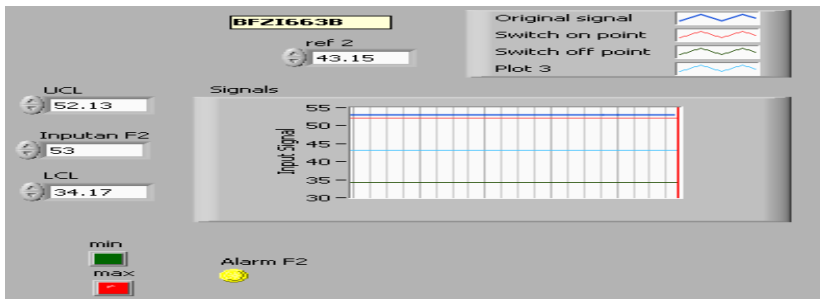 BFZI663B
ref 2
43.15
Original signal
Switch on point
Switch off point
Plot 3
UCL
52.13
Inputan F2
53
LCL
34.17
Signals
Input Signal
55
50
45
40
35
30
min
max
Alarm F2